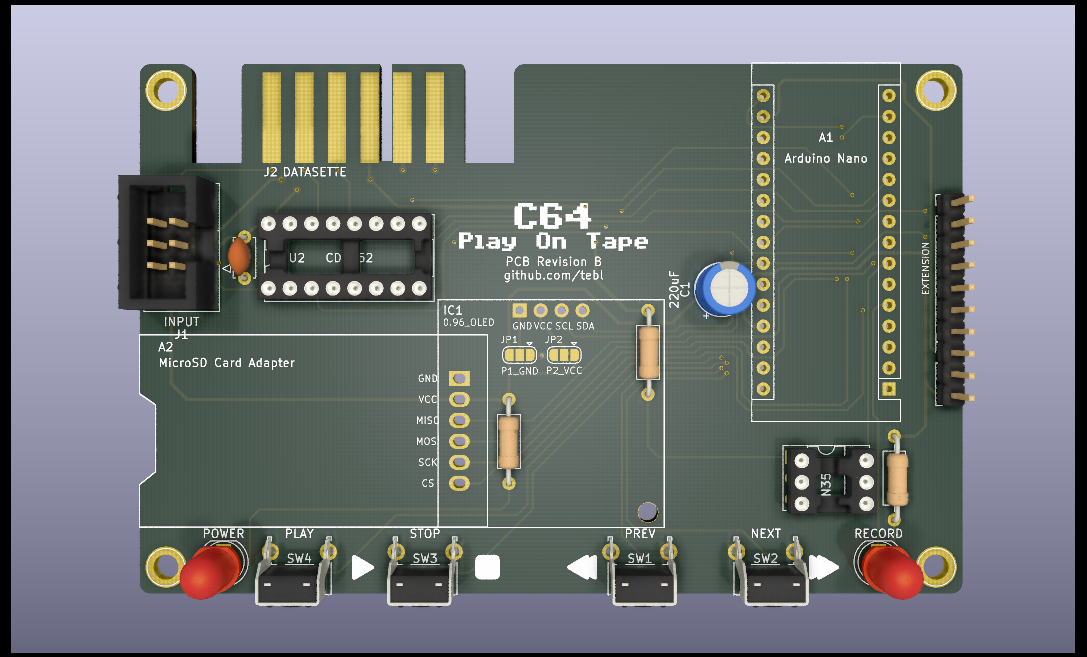 J2 DATASETTE
A1
Arduino Nano
C64
Play On Tape
PCB Revision B
github.com/tebl
U2 CD 52
220uF
C1
+
EXTENSION
INPUT
J1
IC1
0.96_OLED
GND VCC SCL SDA
JP1 JP2
P1_GND P2_VCC
A2
MicroSD Card Adapter
GND
VCC
MISO
MOS
SCK
CS
N35
POWER PLAY STOP PREV NEXT RECORD
SW4 SW3 SW1 SW2